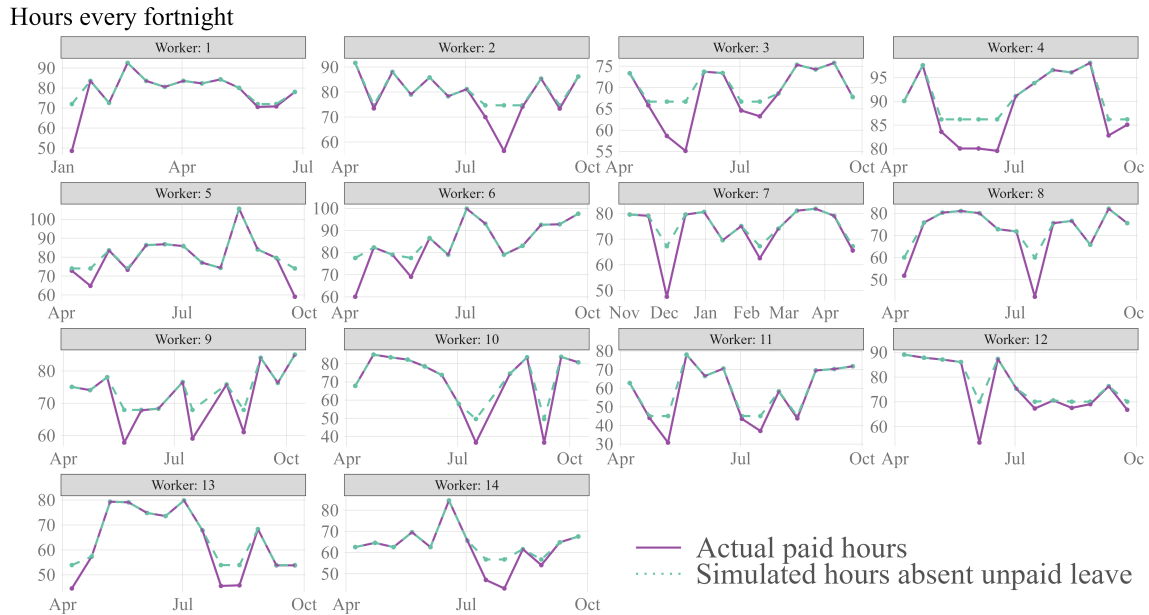 Hours every fortnight
Worker: 1
Worker: 2
Worker: 3
Worker: 4
90
80
70
60
50
Jan
Apr
Jul
90
80
70
60
Apr
Jul
Oct
75
70
65
60
55
Apr
Jul
Oct
95
90
85
80
Apr
Jul
Oc
Worker: 5
Worker: 6
Worker: 7
Worker: 8
100
90
80
70
60
Apr
Jul
Oct
100
90
80
70
60
Apr
Jul
Oct
80
70
60
50
Nov
Dec
Jan
Feb
Mar
Apr
80
70
60
50
Apr
Jul
Oct
Worker: 9
Worker: 10
Worker: 11
Worker: 12
80
70
60
Apr
Jul
Oct
80
70
60
50
40
Apr
Jul
Oct
80
70
60
50
40
30
Apr
Jul
Oct
90
80
70
60
Apr
Jul
Oc
Worker: 13
Worker: 14
80
70
60
50
Apr
Jul
Oct
80
70
60
50
Apr
Jul
Oct
Actual paid hours
Simulated hours absent unpaid leave